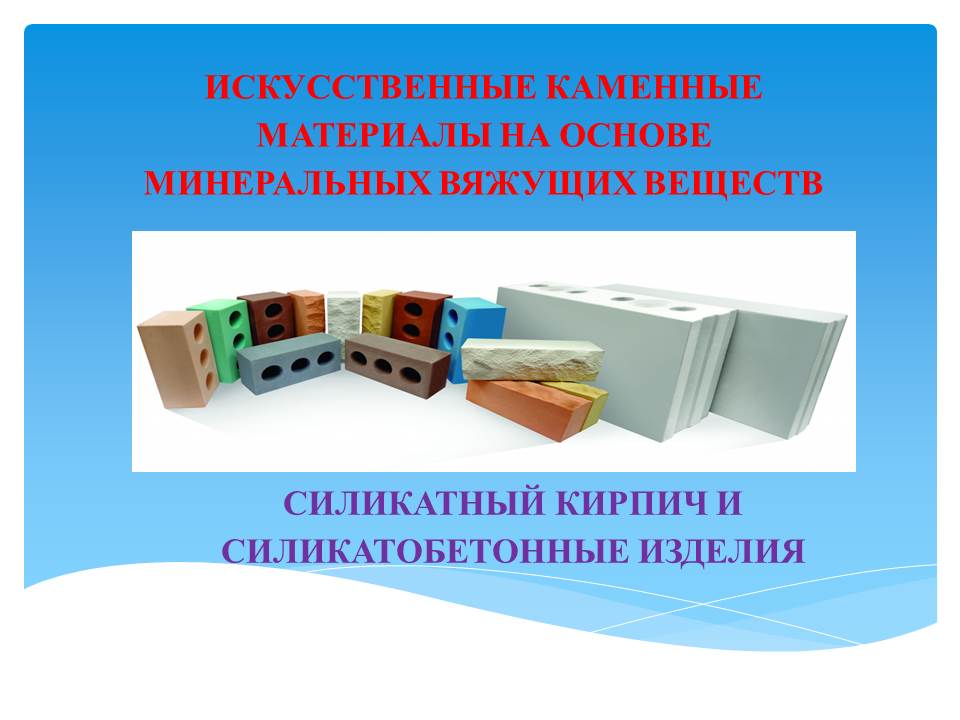 ИСКУССТВЕННЫЕ КАМЕННЫЕ
МАТЕРИАЛЫ НА ОСНОВЕ
МИНЕРАЛЬНЫХ ВЯЖУЩИХ ВЕЩЕСТВ
СИЛИКАТНЫЙ КИРПИЧ И
СИЛИКАТОБЕТОННЫЕ ИЗДЕЛИЯ